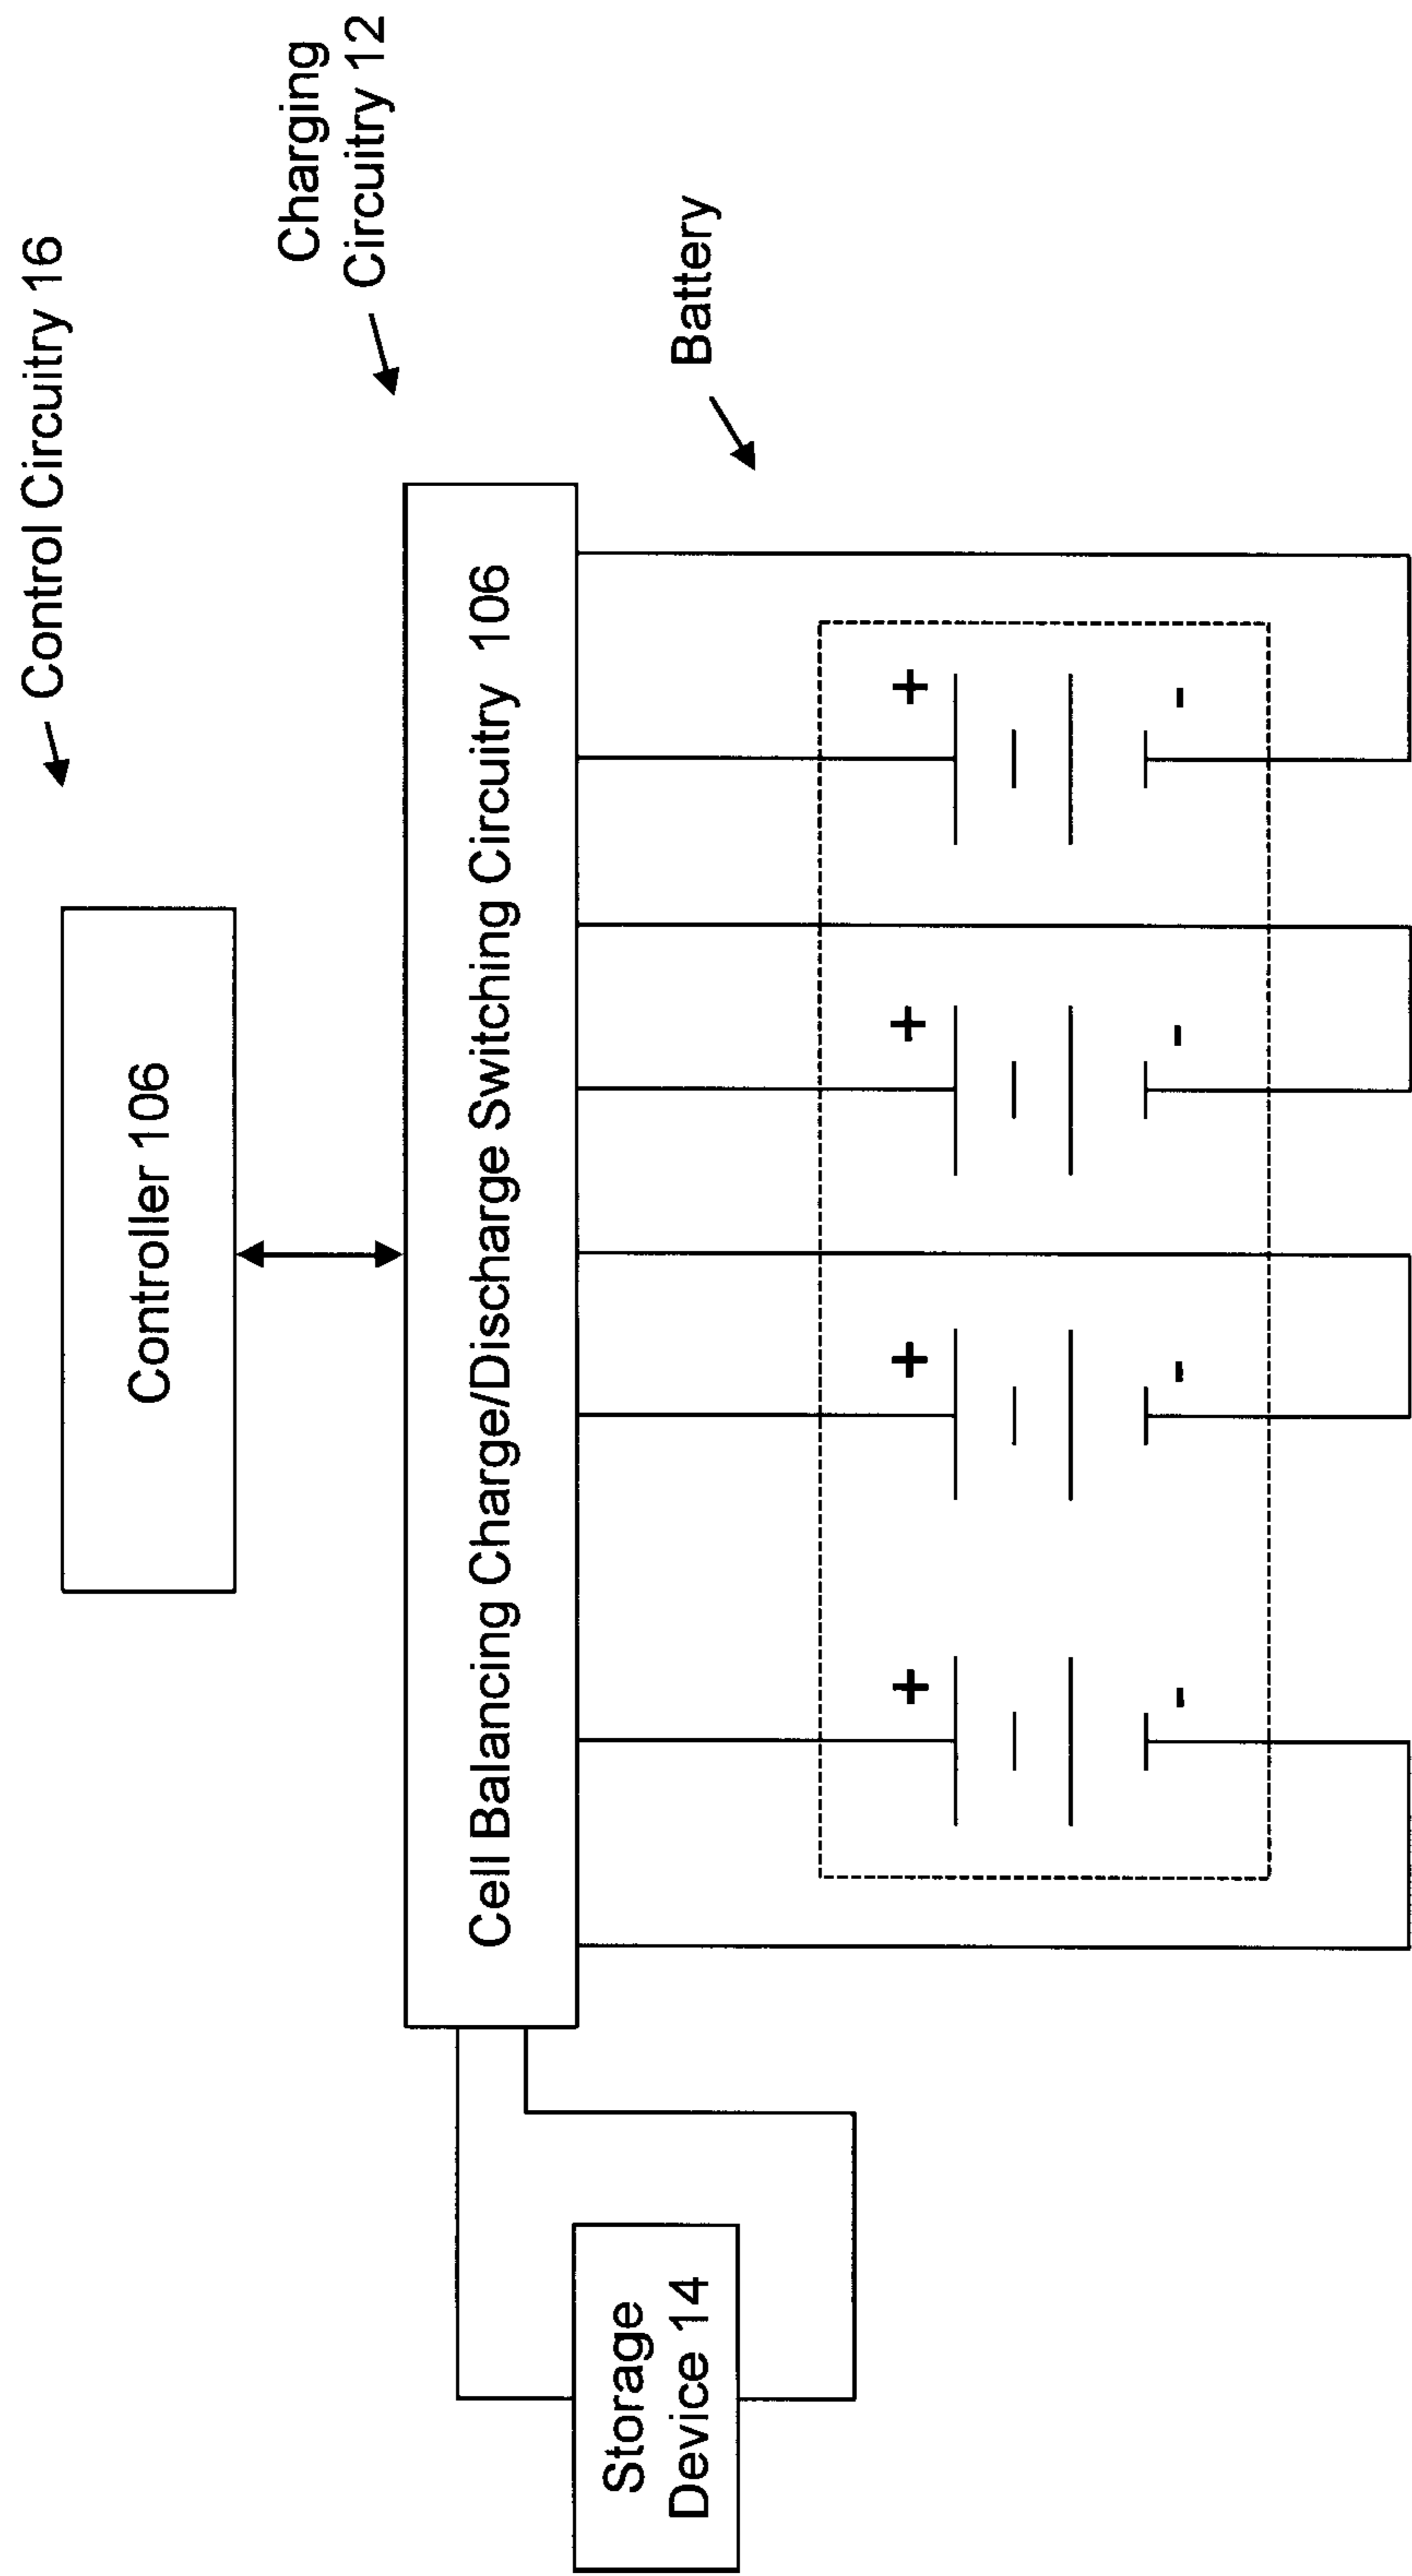 Control Circuitry 16
Controller 106
Charging
Circuitry 12
Cell Balancing Charge/Discharge Switching Circuitry 106
Battery
Storage
Device 14
+
+
+
+
-
-
-
-